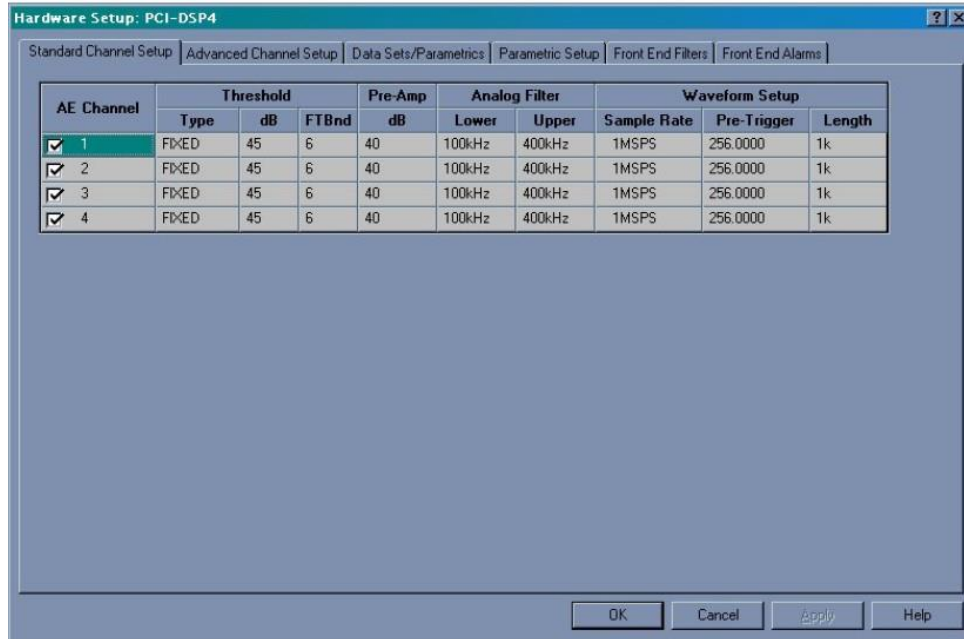 Hardware Setup: PCI-DSP4
Standard Channel Setup Advanced Channel Setup Data Sets/Parametrics Parametric Setup Front End Filters Front End Alarms
AE Channel Threshold Pre-Amp Analog Filter Waveform Setup
Type dB FTBnd dB Lower Upper Sample Rate Pre-Trigger Length
1 FIXED 45 6 40 100kHz 400kHz 1MSPS 256.0000 1k
2 FIXED 45 6 40 100kHz 400kHz 1MSPS 256.0000 1k
3 FIXED 45 6 40 100kHz 400kHz 1MSPS 256.0000 1k
4 FIXED 45 6 40 100kHz 400kHz 1MSPS 256.0000 1k
OK Cancel Apply Help